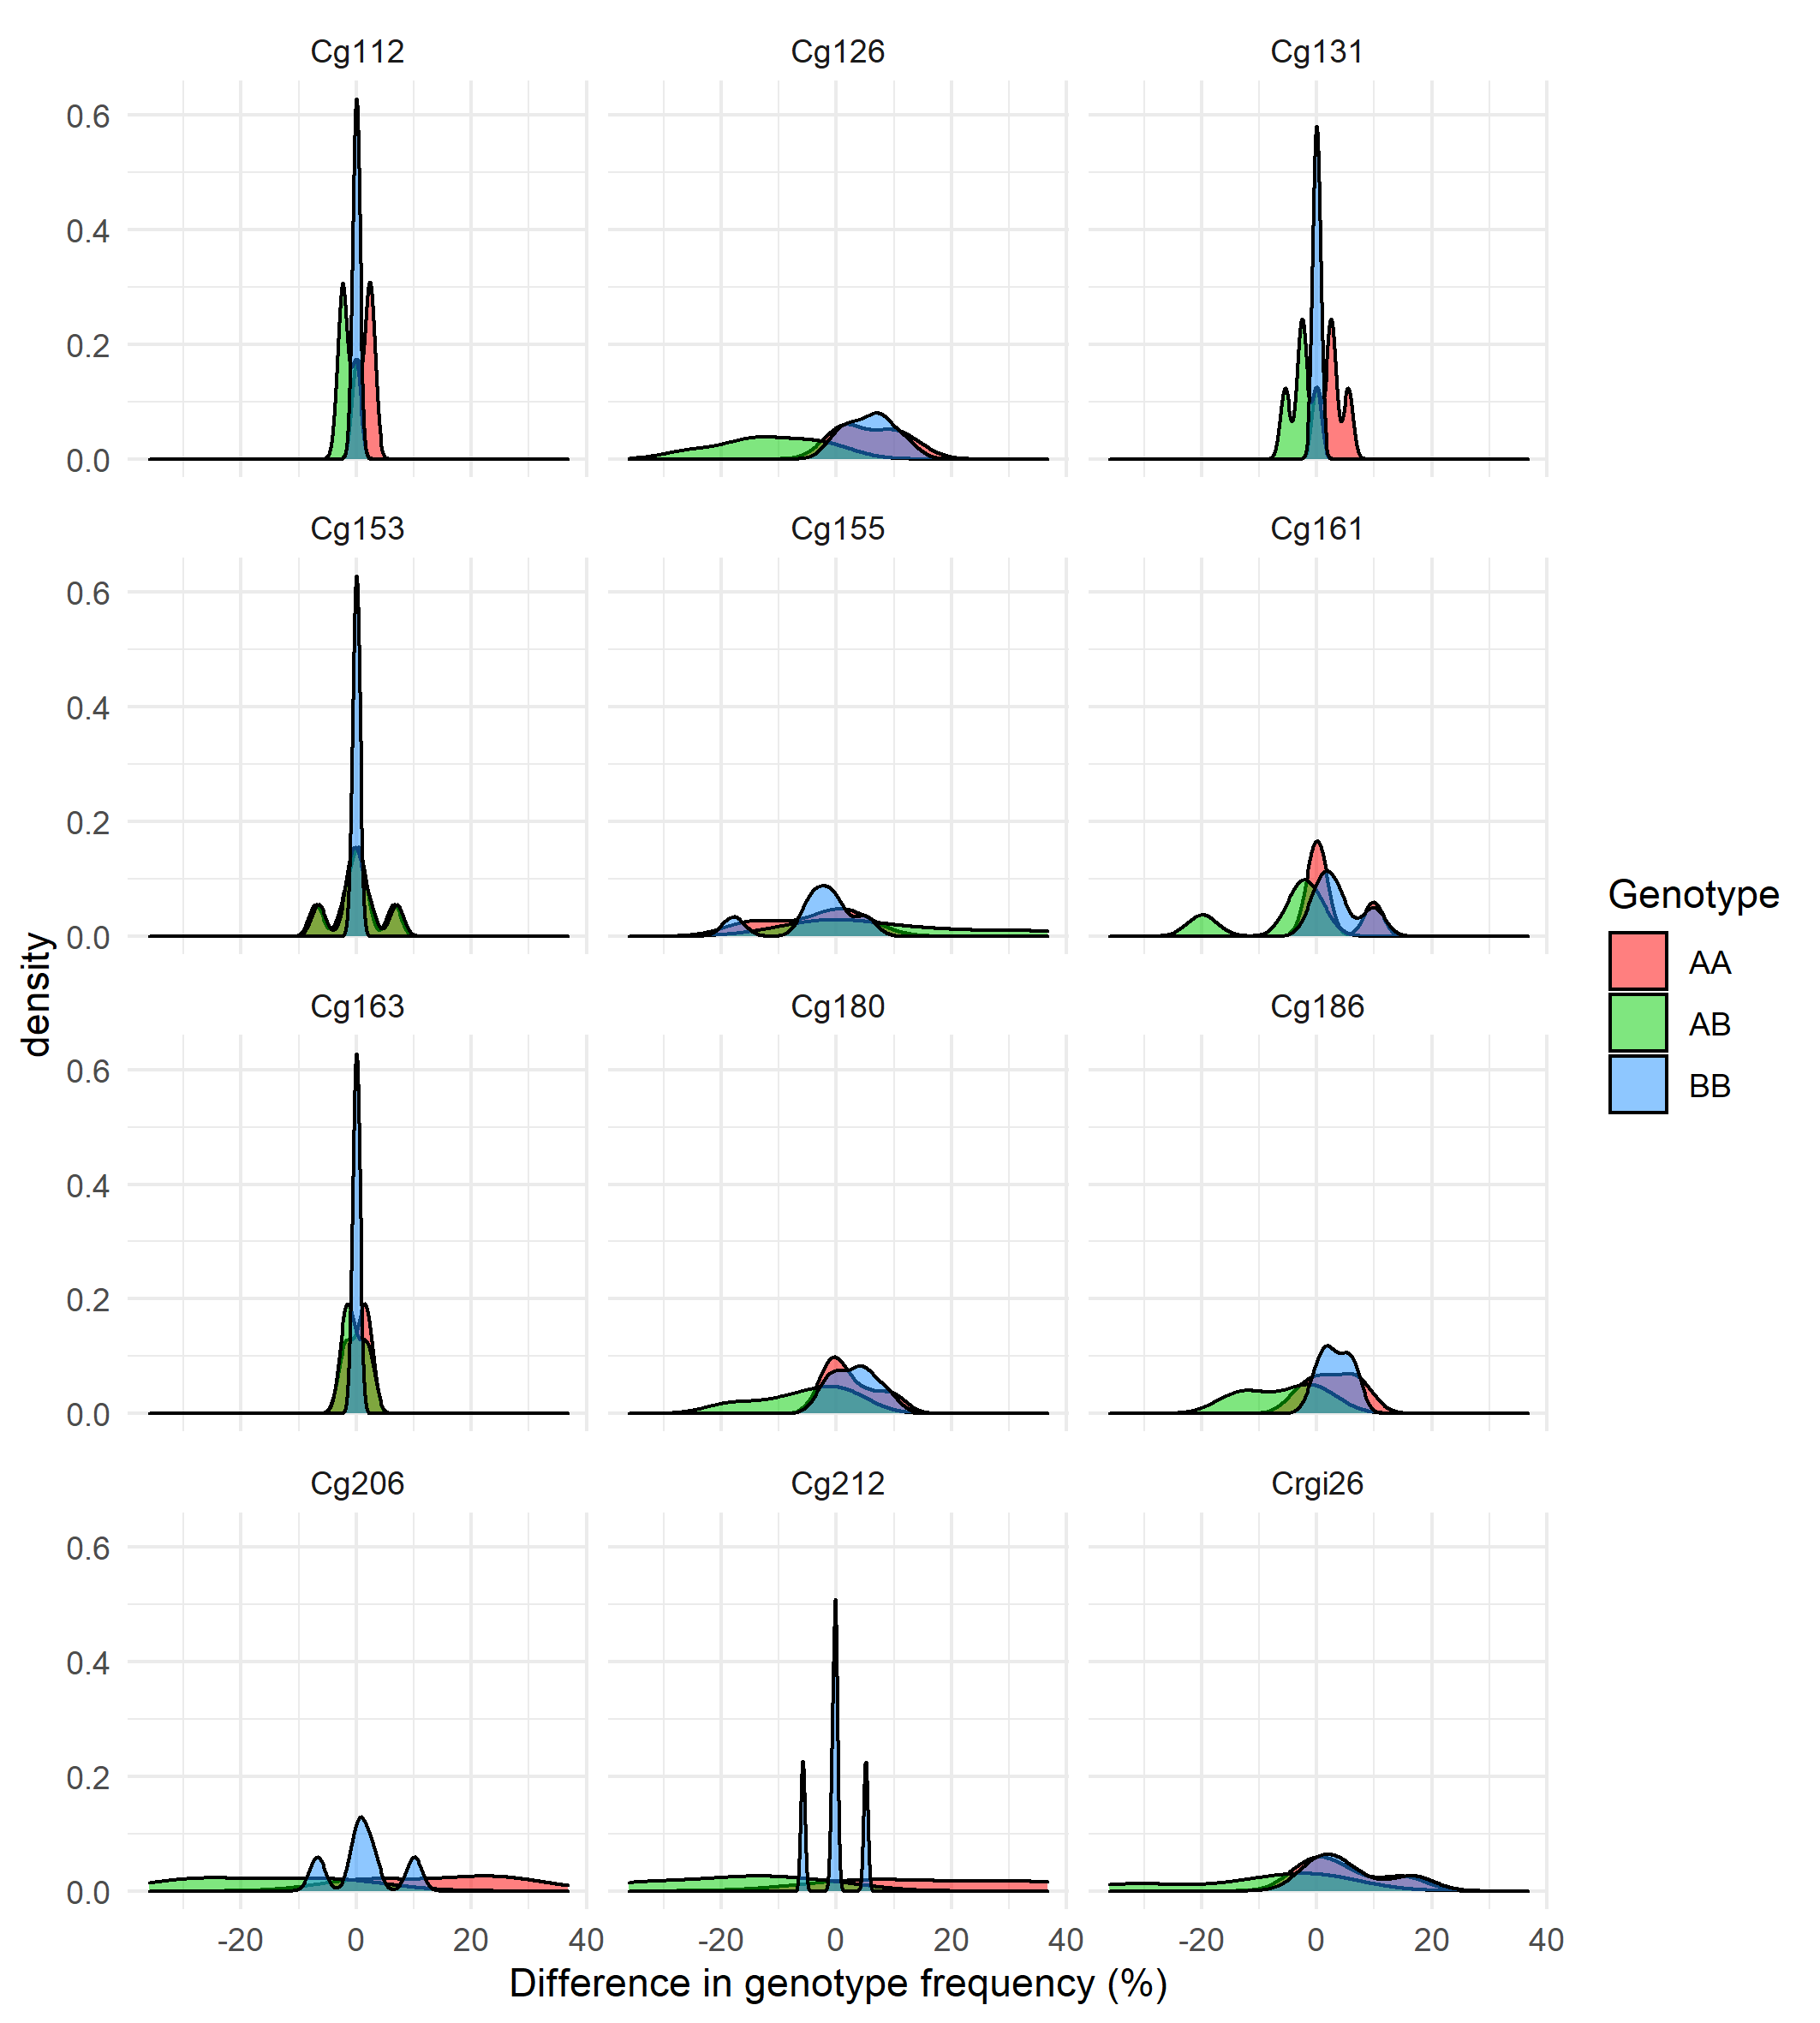 Cg112 Cg126 Cg131
0.6
0.4
0.2
0.0
Cg153 Cg155 Cg161
0.6
0.4
0.2
0.0
Cg163 Cg180 Cg186
0.6
0.4
0.2
0.0
Cg206 Cg212 Crgi26
0.6
0.4
0.2
0.0
-20 0 20 40 -20 0 20 40 -20 0 20 40
Difference in genotype frequency (%)
density
Genotype
AA
AB
BB